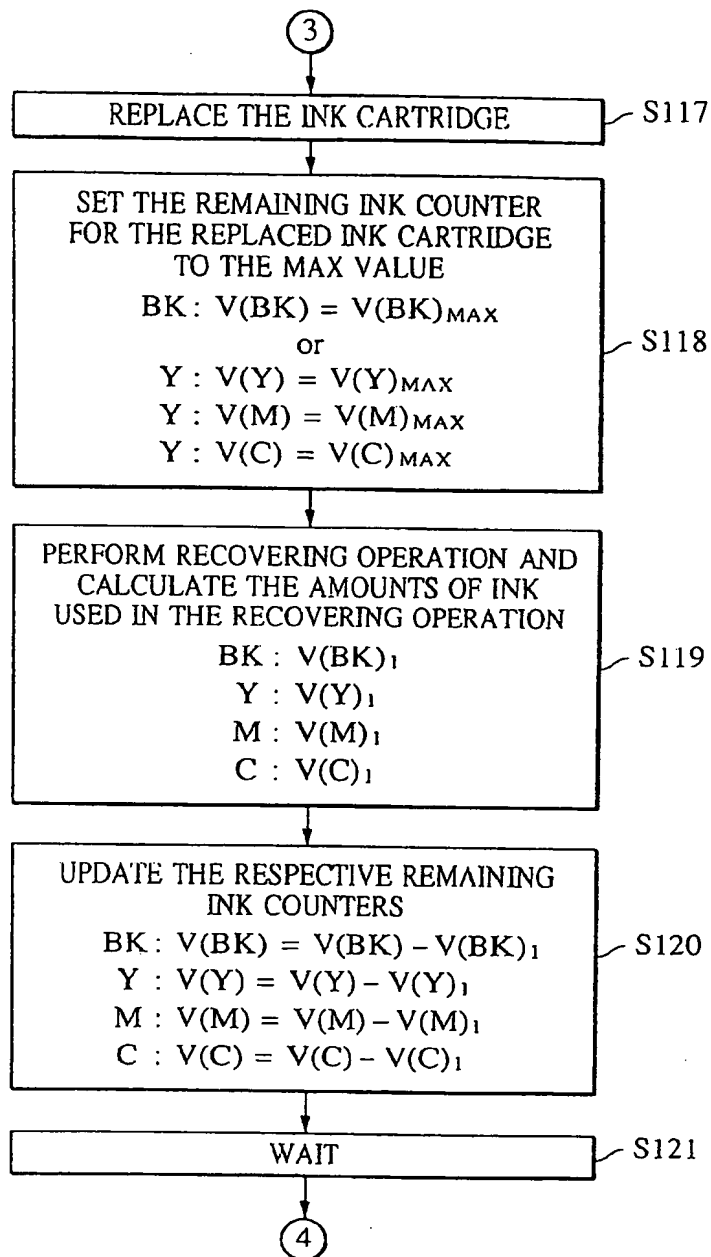 3
REPLACE THE INK CARTRIDGE
S117
SET THE REMAINING INK COUNTER
FOR THE REPLACED INK CARTRIDGE
TO THE MAX VALUE
BK : V(BK) = V(BK)MAX
or
Y : V(Y) = V(Y)MAX
Y : V(M) = V(M)MAX
Y : V(C) = V(C)MAX
S118
PERFORM RECOVERING OPERATION AND
CALCULATE THE AMOUNTS OF INK
USED IN THE RECOVERING OPERATION
BK : V(BK)1
Y : V(Y)1
M : V(M)1
C : V(C)1
S119
UPDATE THE RESPECTIVE REMAINING
INK COUNTERS
BK : V(BK) = V(BK) – V(BK)1
Y : V(Y) = V(Y) – V(Y)1
M : V(M) = V(M) – V(M)1
C : V(C) = V(C) – V(C)1
S120
WAIT
S121
4